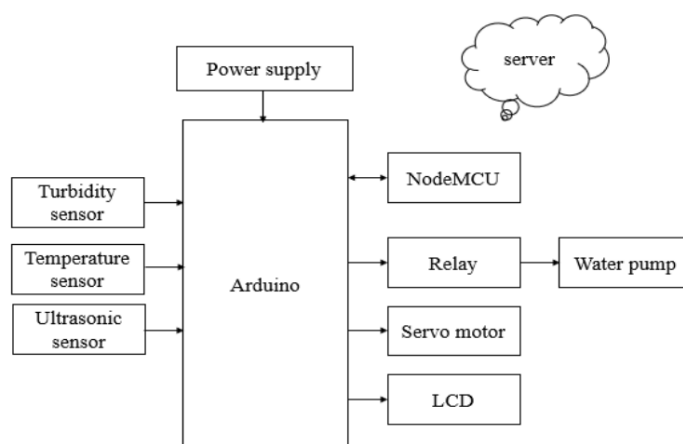 server
Power supply
NodeMCU
Turbidity
sensor
Temperature
sensor
Arduino
Relay
Water pump
Ultrasonic
sensor
Servo motor
LCD